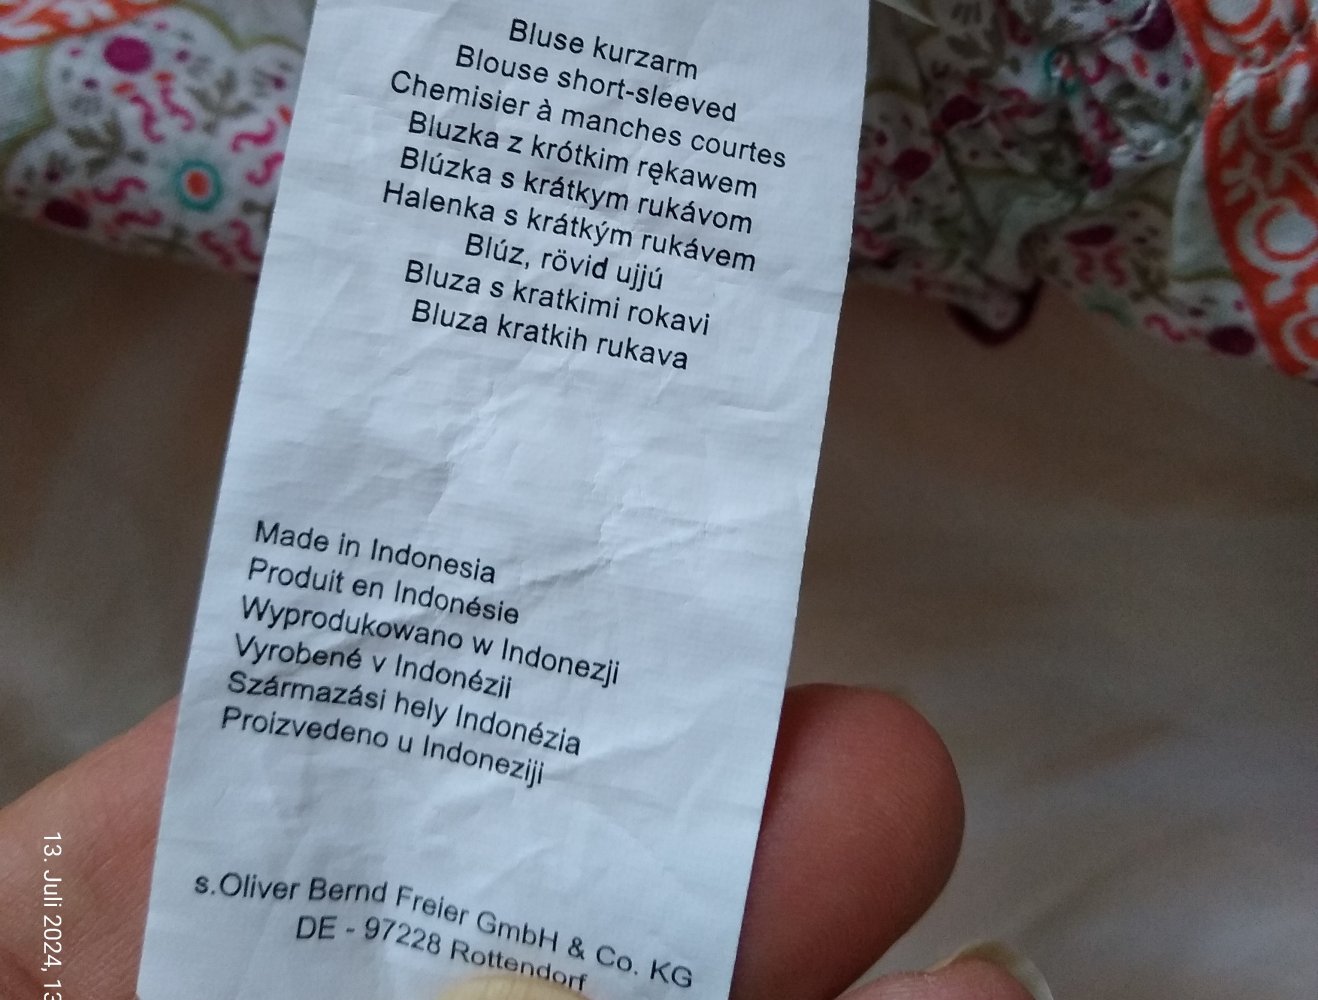 Bluse kurzarm
Blouse short-sleeved
Chemisier à manches courtes
Bluzka z krótkim rękawem
Blúzka s krátkym rukávom
Halenka s krátkým rukávem
Blúz, rövid ujjú
Bluza s kratkimi rokavi
Bluza kratkih rukava
Made in Indonesia
Produit en Indonésie
Wyprodukowano w Indonezji
Vyrobené v Indonézii
Származási hely Indonézia
Proizvedeno u Indoneziji
s.Oliver Bernd Freier GmbH & Co. KG
DE - 97228 Rottendorf
13. Juli 2024, 13